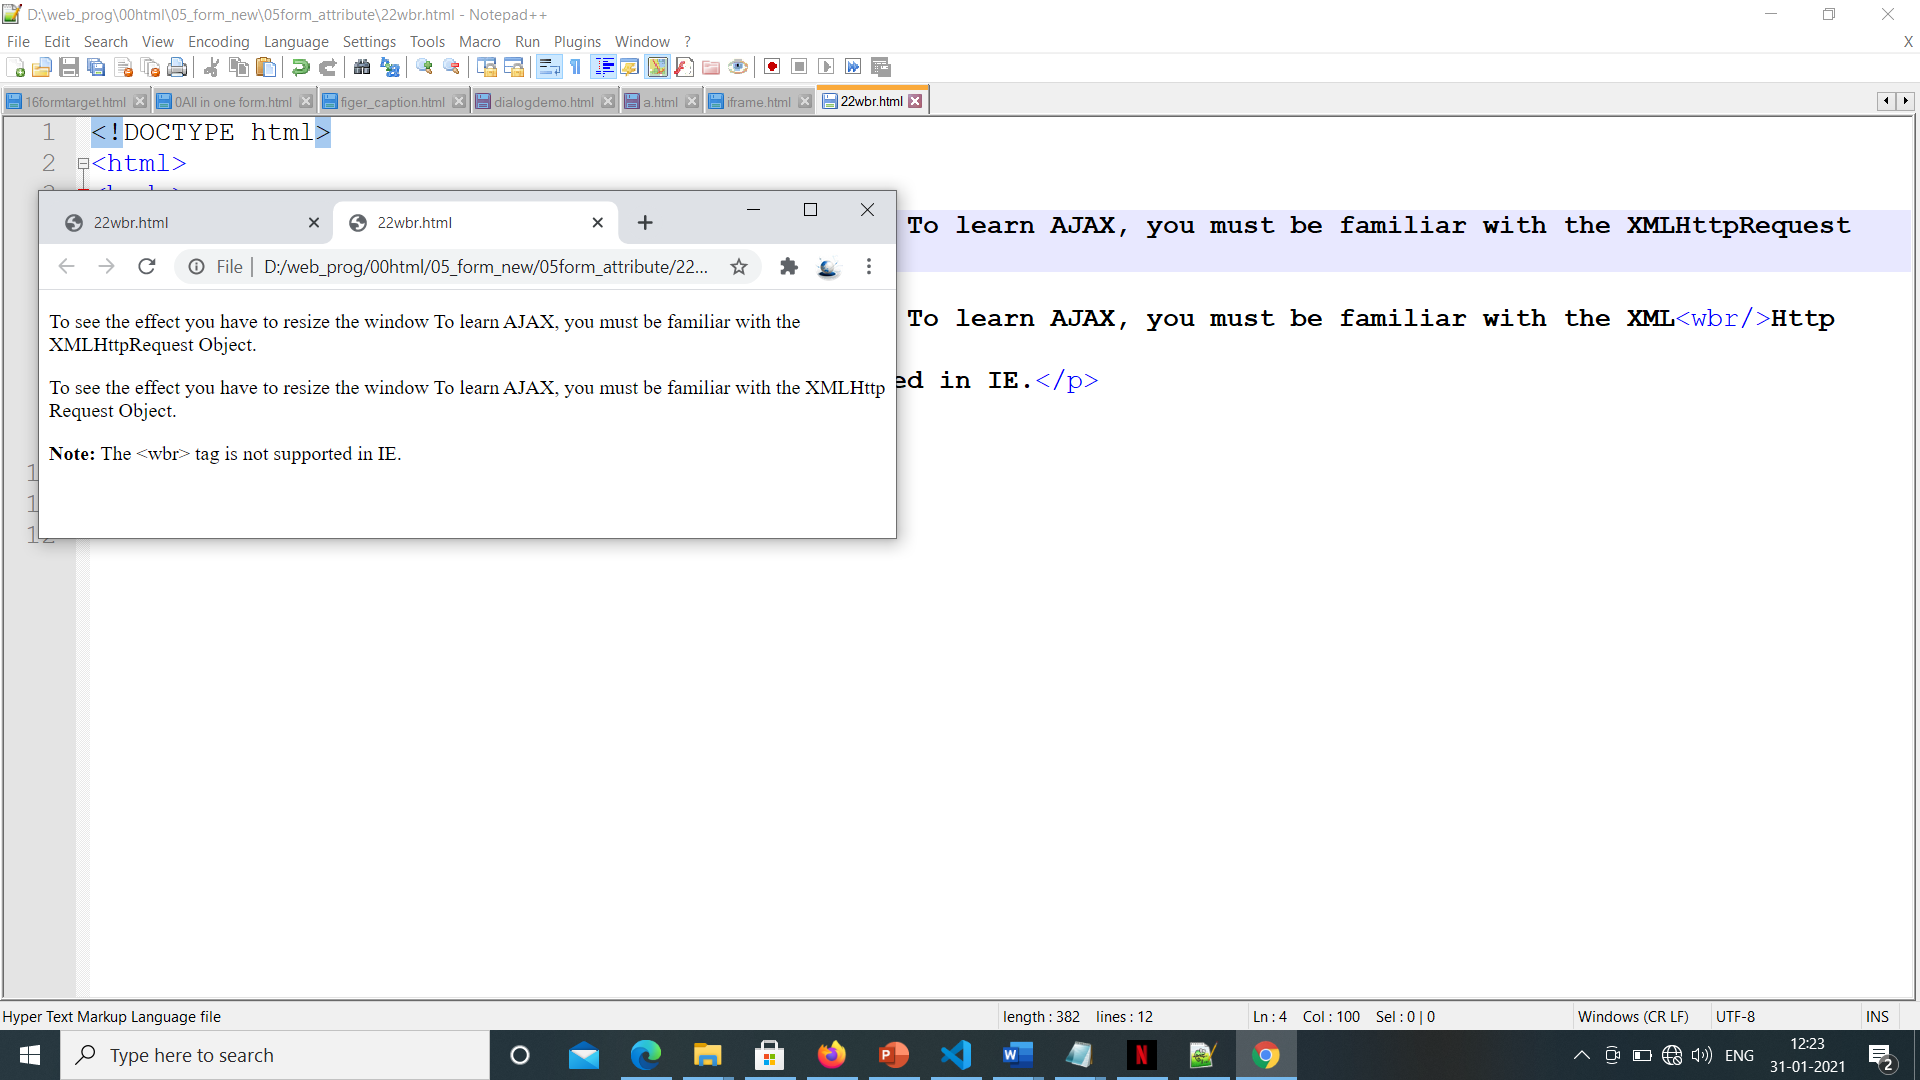 D:\web_prog\00html\05_form_new\05form_attribute\22wbr.html - Notepad++
File Edit Search View Encoding Language Settings Tools Macro Run Plugins Window ? X
16formtarget.html 0All in one form.html figer_caption.html dialogdemo.html a.html iframe.html 22wbr.html
1 <!DOCTYPE html>
2 <html>
22wbr.html 22wbr.html
To learn AJAX, you must be familiar with the XMLHttpRequest
File D:/web_prog/00html/05_form_new/05form_attribute/22...
To see the effect you have to resize the window To learn AJAX, you must be familiar with the
XMLHttpRequest Object.
To learn AJAX, you must be familiar with the XML<wbr/>Http
To see the effect you have to resize the window To learn AJAX, you must be familiar with the XMLHttp
Request Object.
ed in IE.</p>
Note: The <wbr> tag is not supported in IE.
12
Hyper Text Markup Language file length : 382 lines : 12 Ln : 4 Col : 100 Sel : 0 | 0 Windows (CR LF) UTF-8 INS
Type here to search ENG 12:23
31-01-2021 2